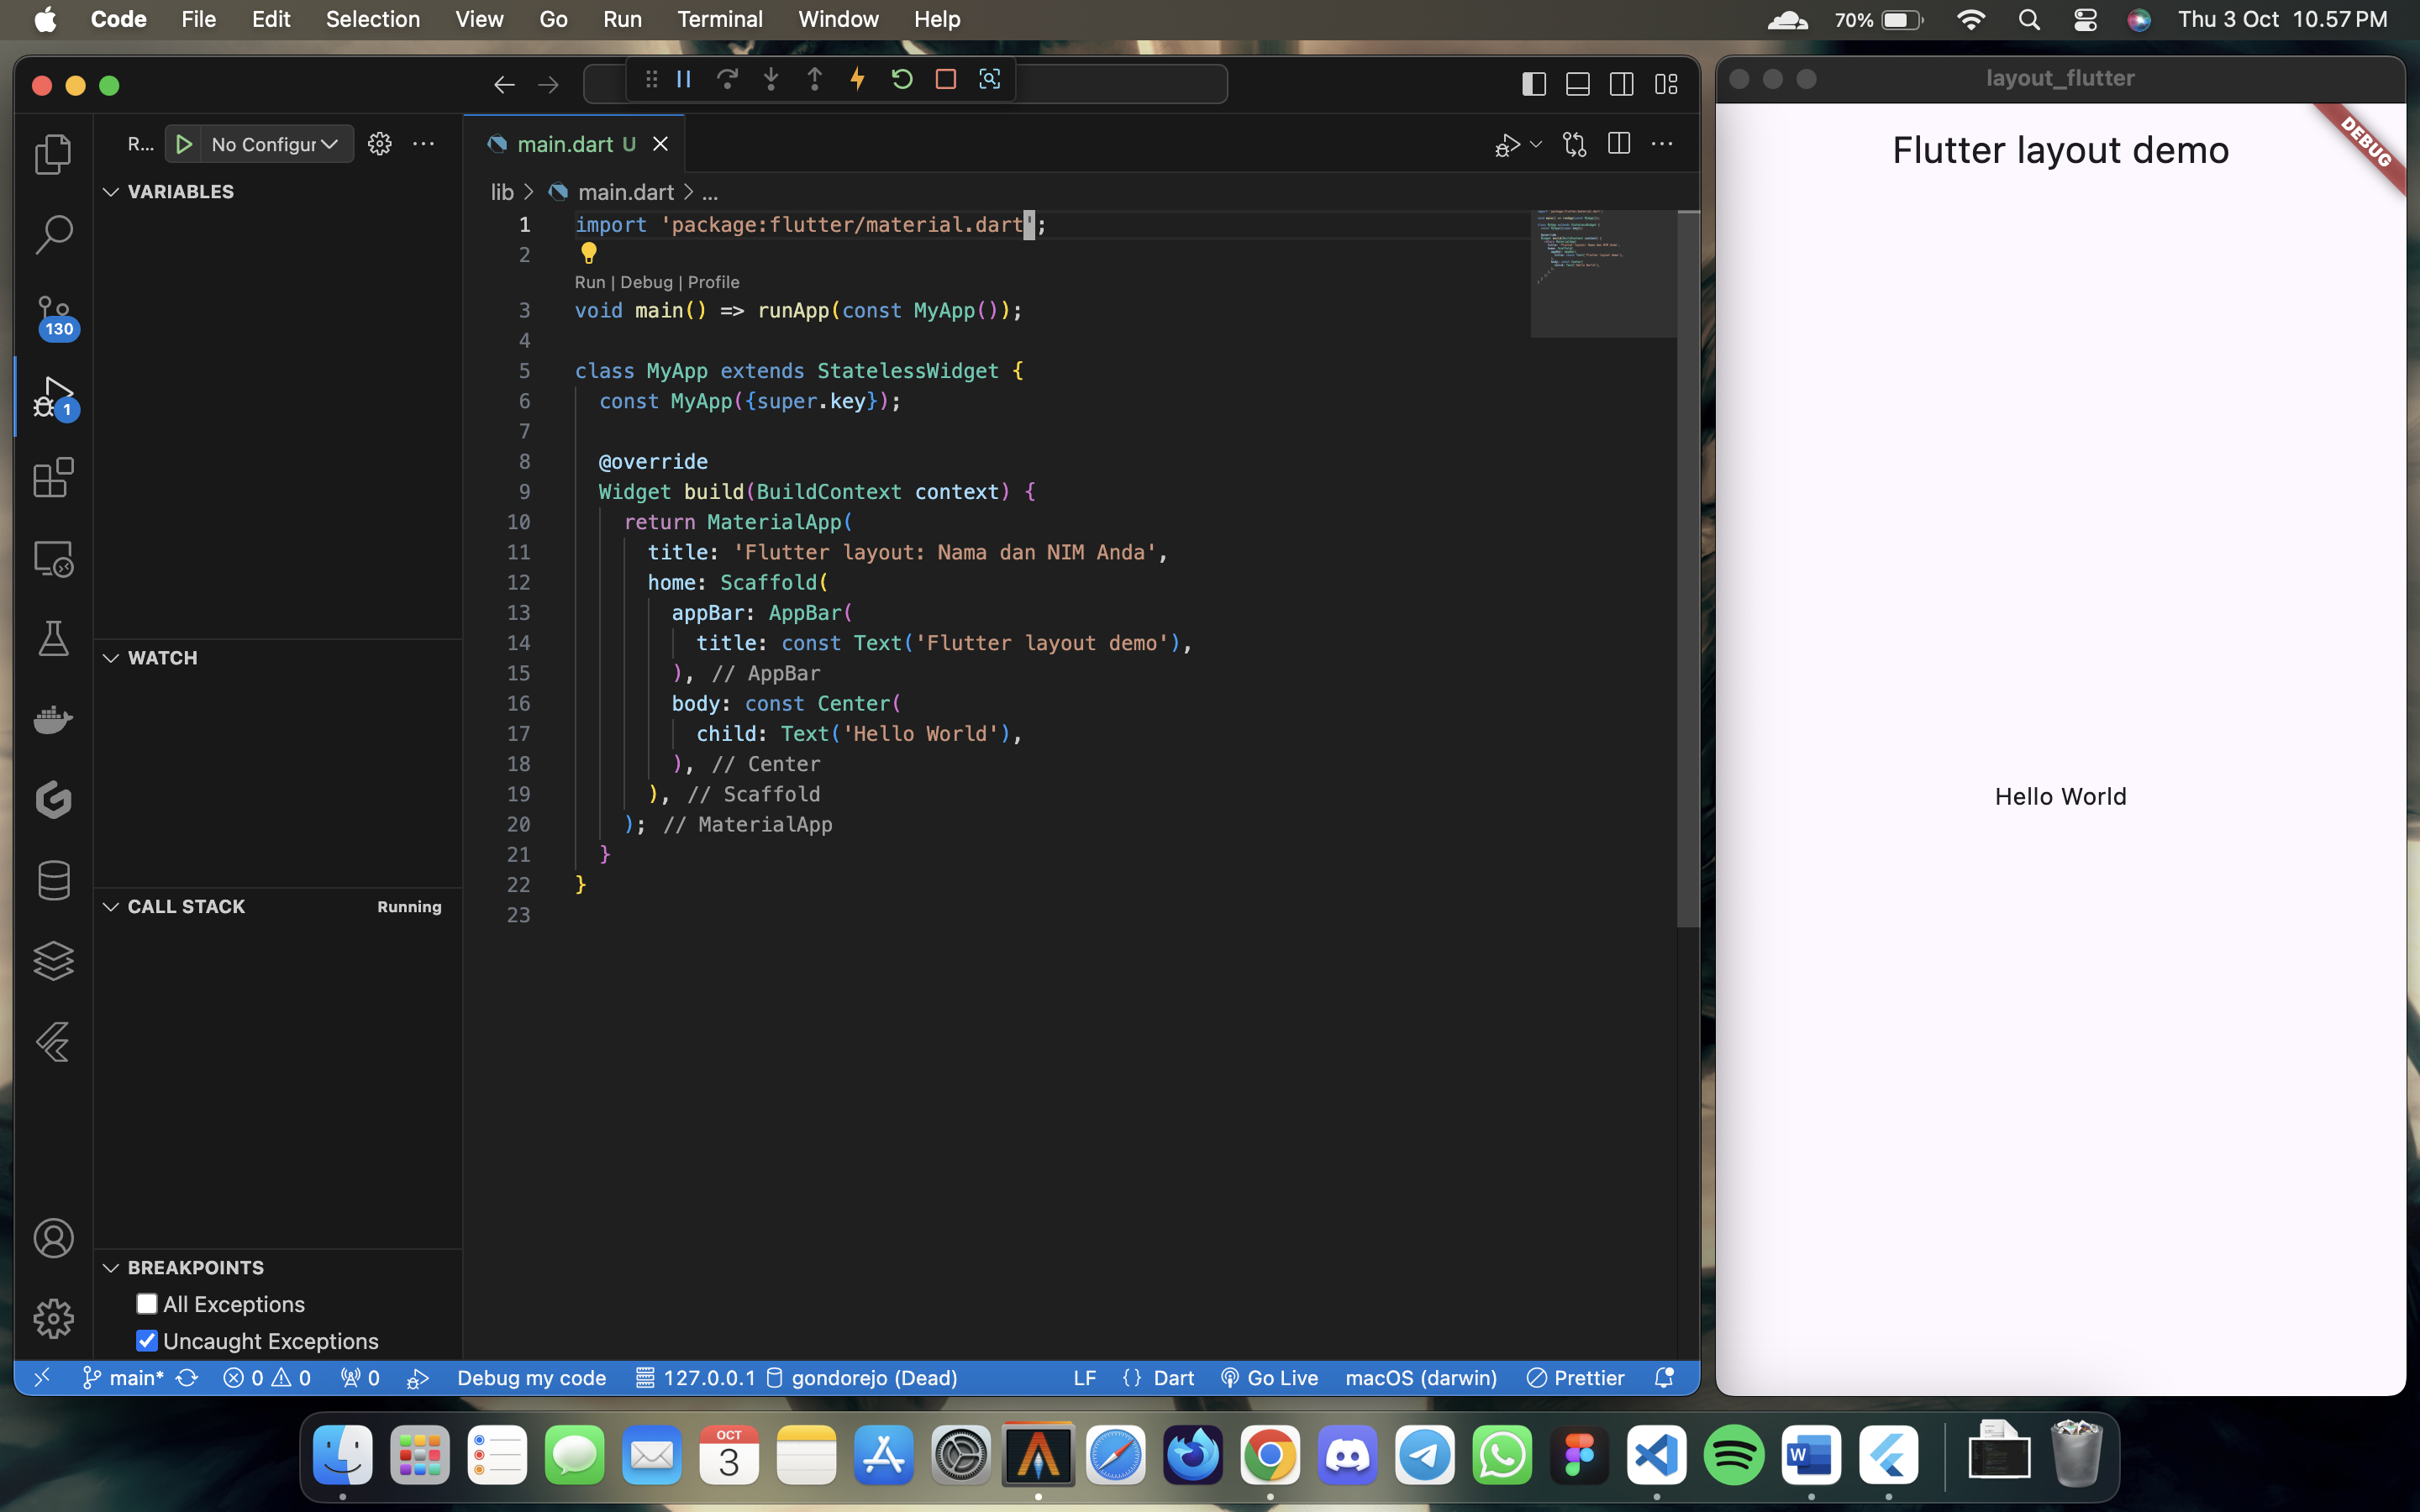 Code File Edit Selection View Go Run Terminal Window Help 70% Thu 3 Oct 10.57 PM
layout_flutter
R... No Configur
main.dart U
VARIABLES
lib > main.dart > ...
1 import 'package:flutter/material.dart';
2
Run | Debug | Profile
3 void main() => runApp(const MyApp());
4
5 class MyApp extends StatelessWidget {
6 const MyApp({super.key});
7
8 @override
9 Widget build(BuildContext context) {
10 return MaterialApp(
11 title: 'Flutter layout: Nama dan NIM Anda',
12 home: Scaffold(
13 appBar: AppBar(
14 title: const Text('Flutter layout demo'),
15 ), // AppBar
16 body: const Center(
17 child: Text('Hello World'),
18 ), // Center
19 ), // Scaffold
20 ); // MaterialApp
21 }
22 }
23
130
1
WATCH
CALL STACK Running
BREAKPOINTS
All Exceptions
Uncaught Exceptions
main* 0 0 0 Debug my code 127.0.0.1 gondorejo (Dead) LF {} Dart Go Live macOS (darwin) Prettier
Flutter layout demo
DEBUG
Hello World
OCT
3
W